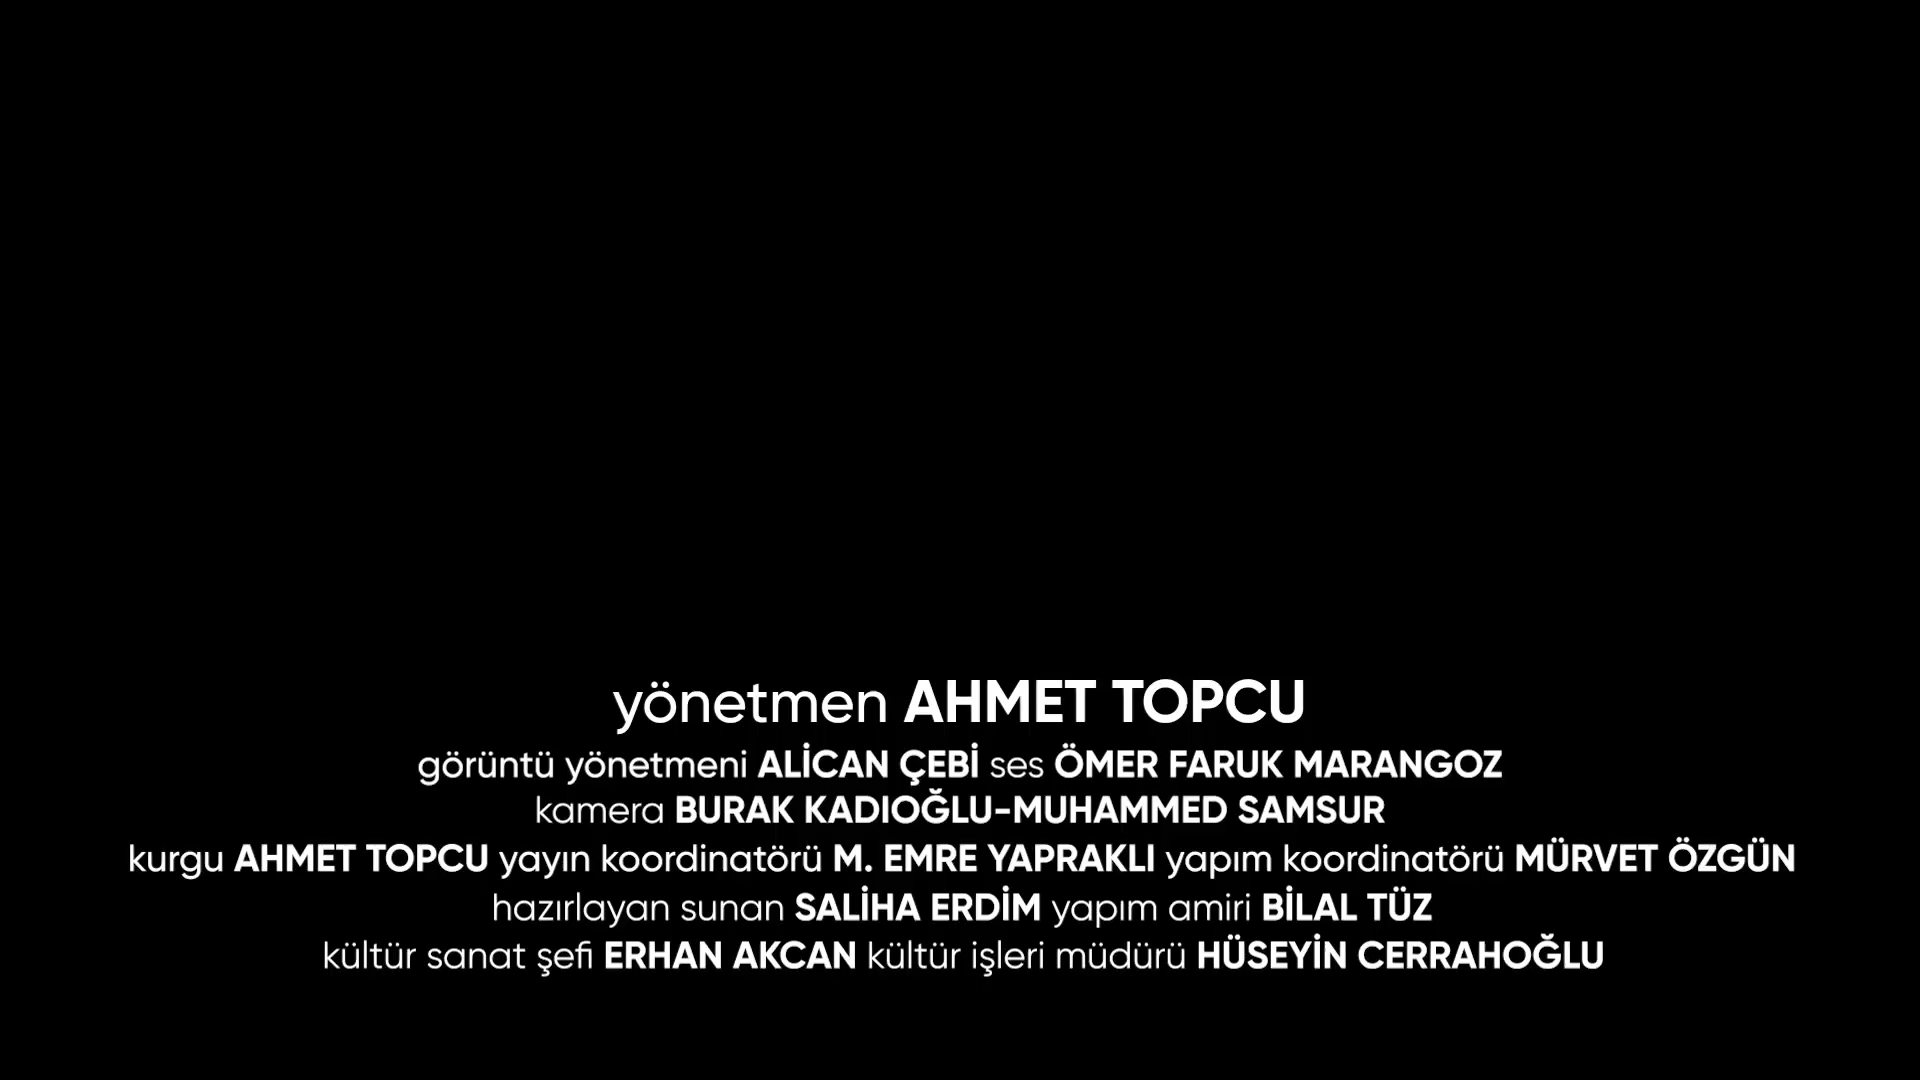 yönetmen AHMET TOPCU
görüntü yönetmeni ALİCAN ÇEBİ ses ÖMER FARUK MARANGOZ
kamera BURAK KADIOĞLU-MUHAMMED SAMSUR
kurgu AHMET TOPCU yayın koordinatörü M. EMRE YAPRAKLI yapım koordinatörü MÜRVET ÖZGÜN
hazırlayan sunan SALİHA ERDİM yapım amiri BİLAL TÜZ
kültür sanat şefi ERHAN AKCAN kültür işleri müdürü HÜSEYİN CERRAHOĞLU